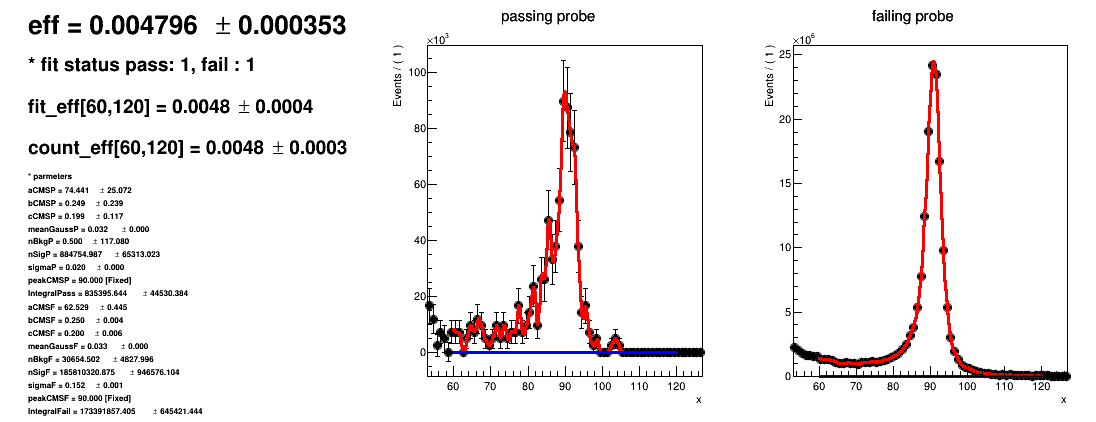 eff = 0.004796 ± 0.000353
* fit status pass: 1, fail : 1
fit_eff[60,120] = 0.0048 ± 0.0004
count_eff[60,120] = 0.0048 ± 0.0003
* parmeters
aCMSP = 74.441 ± 25.072
bCMSP = 0.249 ± 0.239
cCMSP = 0.199 ± 0.117
meanGaussP = 0.032 ± 0.000
nBkgP = 0.500 ± 117.080
nSigP = 884754.987 ± 65313.023
sigmaP = 0.020 ± 0.000
peakCMSP = 90.000 [Fixed]
IntegralPass = 835395.644 ± 44530.384
aCMSF = 62.529 ± 0.445
bCMSF = 0.250 ± 0.004
cCMSF = 0.200 ± 0.006
meanGaussF = 0.033 ± 0.000
nBkgF = 30654.502 ± 4827.996
nSigF = 185810320.875 ± 946576.104
sigmaF = 0.152 ± 0.001
peakCMSF = 90.000 [Fixed]
IntegralFail = 173391857.405 ± 645421.444
passing probe
×10³
Events / ( 1 )
100
80
60
40
20
0
60 70 80 90 100 110 120
x
failing probe
×10⁶
Events / ( 1 )
25
20
15
10
5
0
60 70 80 90 100 110 120
x